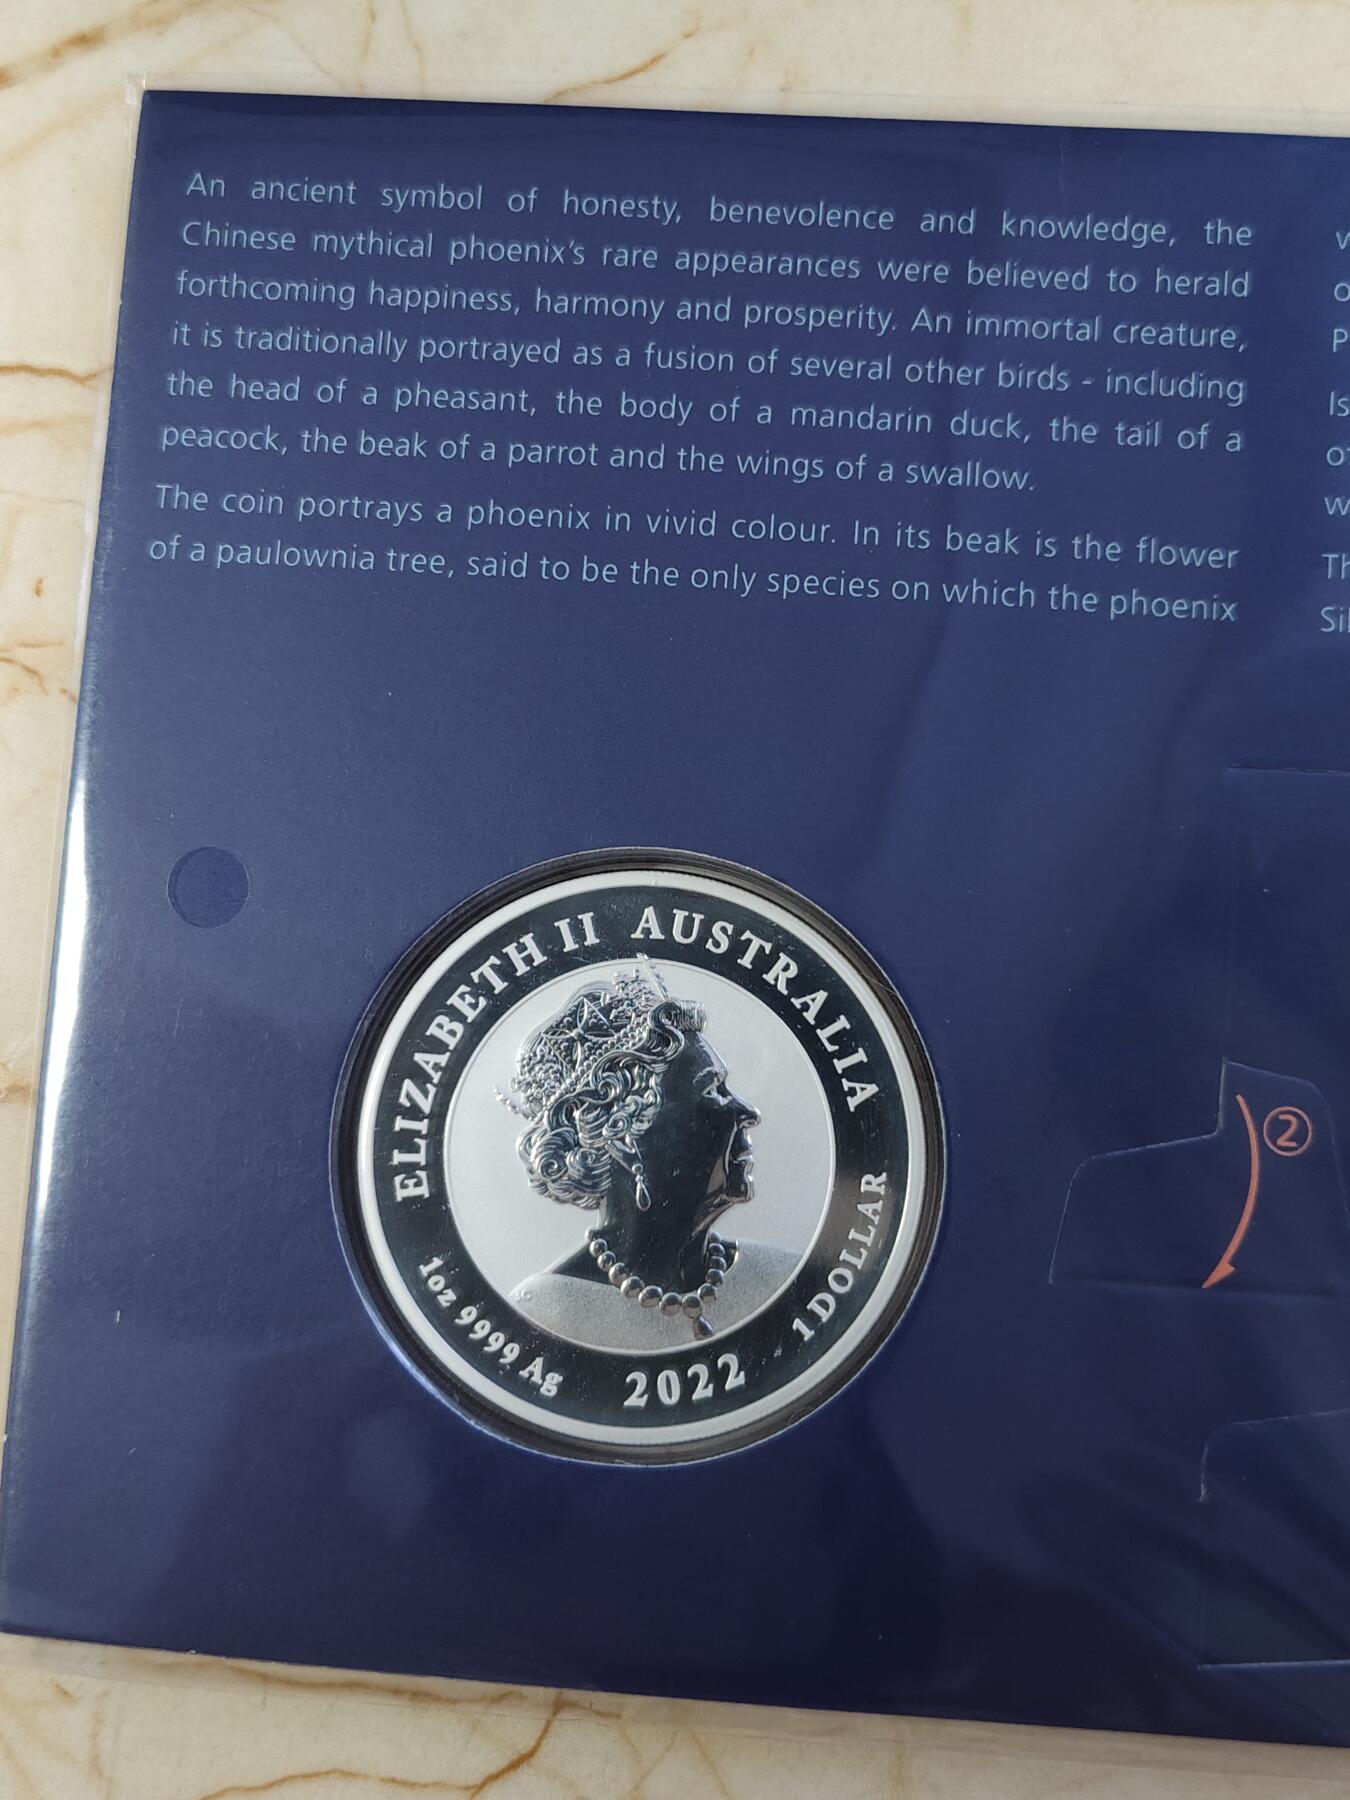 An ancient symbol of honesty, benevolence and knowledge, the
Chinese mythical phoenix's rare appearances were believed to herald
forthcoming happiness, harmony and prosperity. An immortal creature,
it is traditionally portrayed as a fusion of several other birds - including
the head of a pheasant, the body of a mandarin duck, the tail of a
peacock, the beak of a parrot and the wings of a swallow.
The coin portrays a phoenix in vivid colour. In its beak is the flower
of a paulownia tree, said to be the only species on which the phoenix
ELIZABETH II AUSTRALIA
1oz 9999 Ag 2022 1 DOLLAR
②